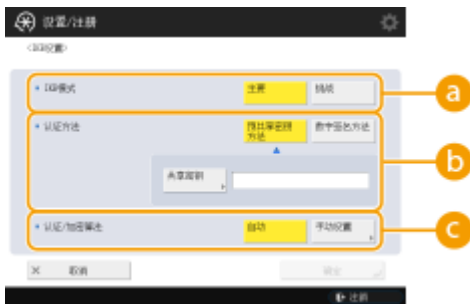 设置/注册
<IKE设置>
• IKE模式
主要
挑战
a
• 认证方法
预共享密钥
方法
数字签名方法
b
共享密钥
• 认证/加密算法
自动
手动设置
c
× 取消
确定
注销